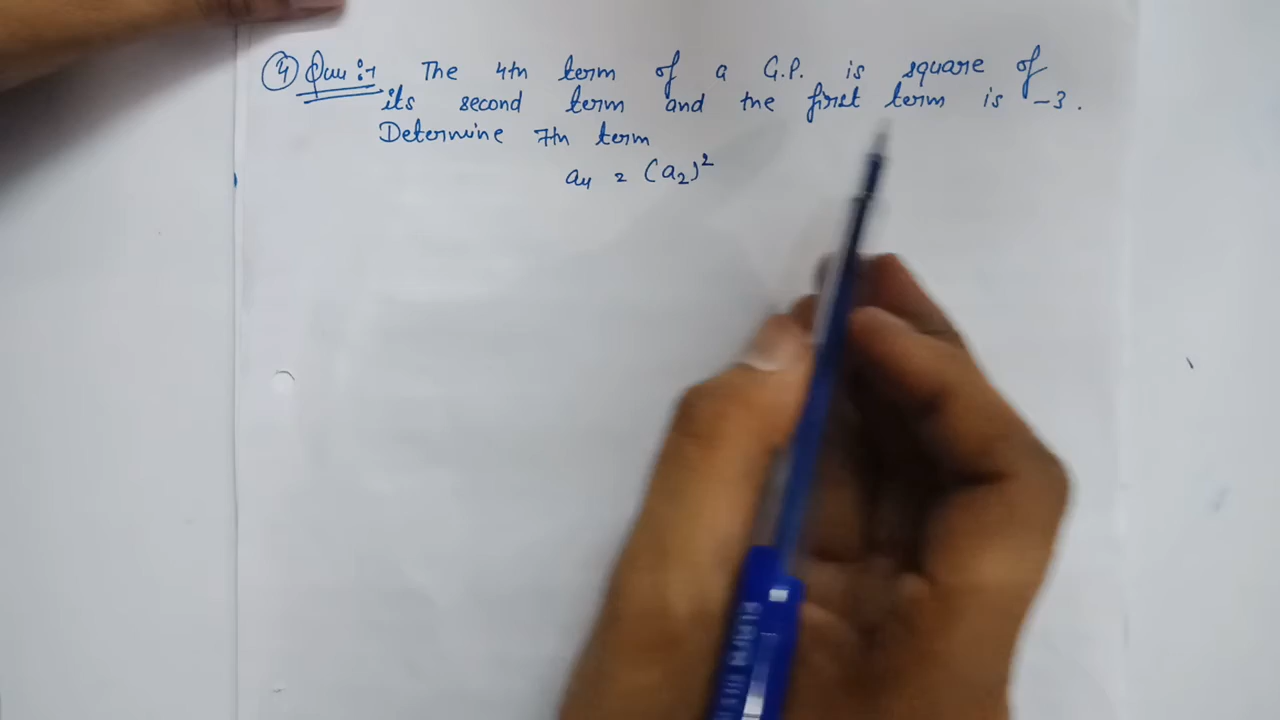 ④ Que :-
The 4th term of a G.P. is square of
its second term and the first term is -3.
Determine 7th term
a₄ = (a₂)²